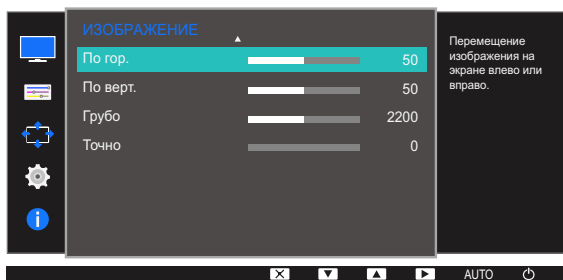 ИЗОБРАЖЕНИЕ
По гор. 50
По верт. 50
Грубо 2200
Точно 0
Перемещение
изображения на
экране влево или
вправо.
AUTO